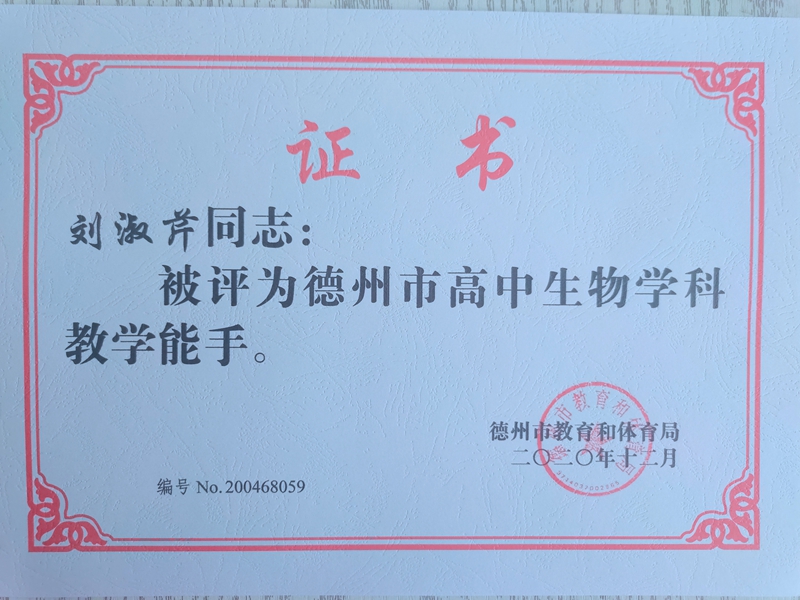 证书
刘淑芹同志：
被评为德州市高中生物学科
教学能手。
德州市教育和体育局
二〇二〇年十二月
编号 No.200468059